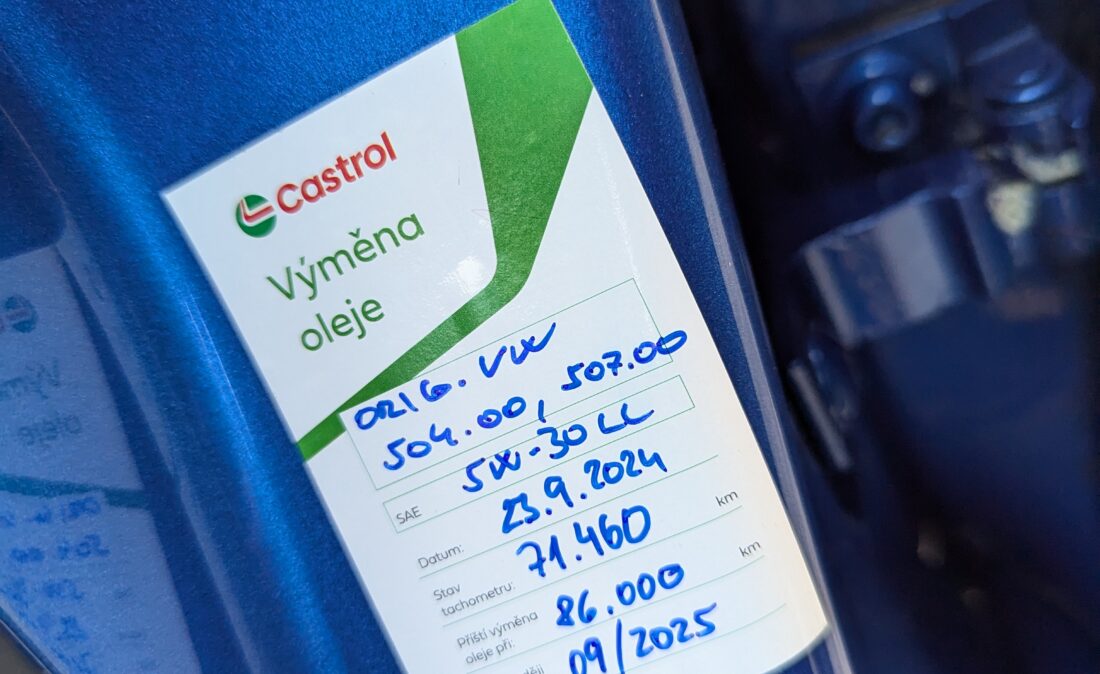 Castrol
Výměna
oleje
ORIG. VW
504.00, 507.00
SAE 5W-30 LL
Datum: 23.9.2024
Stav
tachometru: 71.460 km
Příští výměna
oleje při: 86.000 km
09/2025